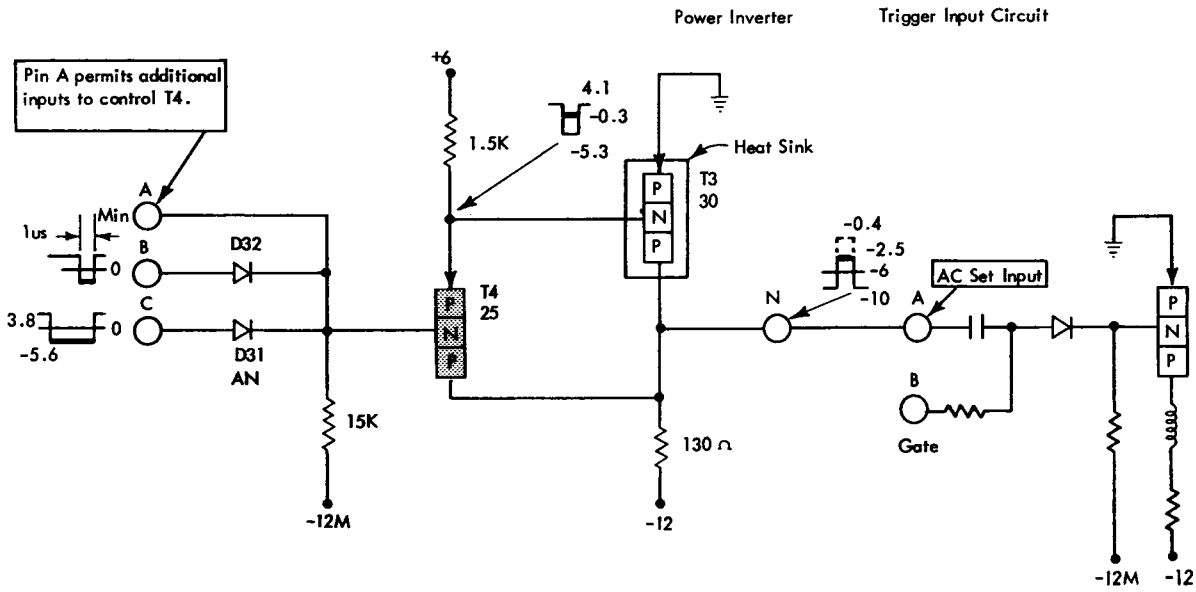 Power Inverter
Trigger Input Circuit
Pin A permits additional
inputs to control T4.
+6
1.5K
4.1
-0.3
-5.3
Heat Sink
T3
30
P
N
P
A
Min
1us
0
B
D32
C
3.8
0
-5.6
D31
AN
T4
25
P
N
P
15K
-12M
130 Ω
-12
-0.4
-2.5
-6
-10
N
A
AC Set Input
B
Gate
P
N
P
-12M
-12